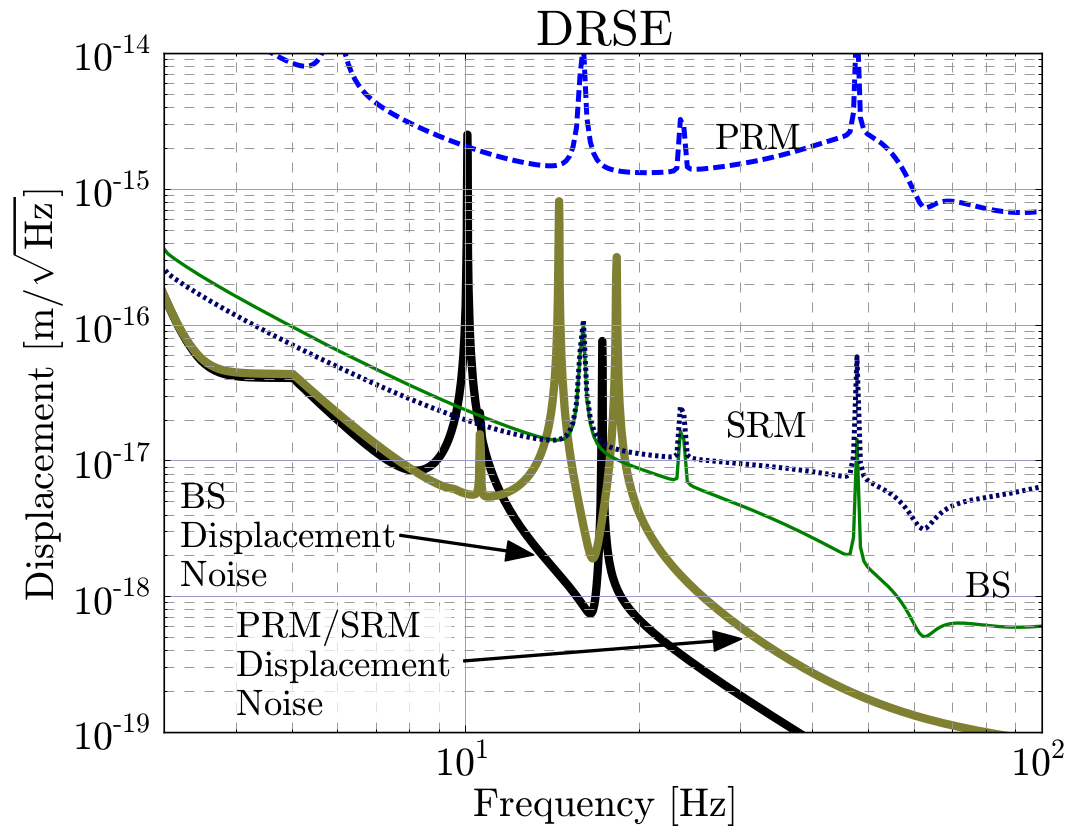 DRSE
10^-14
10^-15
10^-16
10^-17
10^-18
10^-19
Displacement [m/√Hz]
PRM
SRM
BS
BS
Displacement
Noise
PRM/SRM
Displacement
Noise
10^1
10^2
Frequency [Hz]